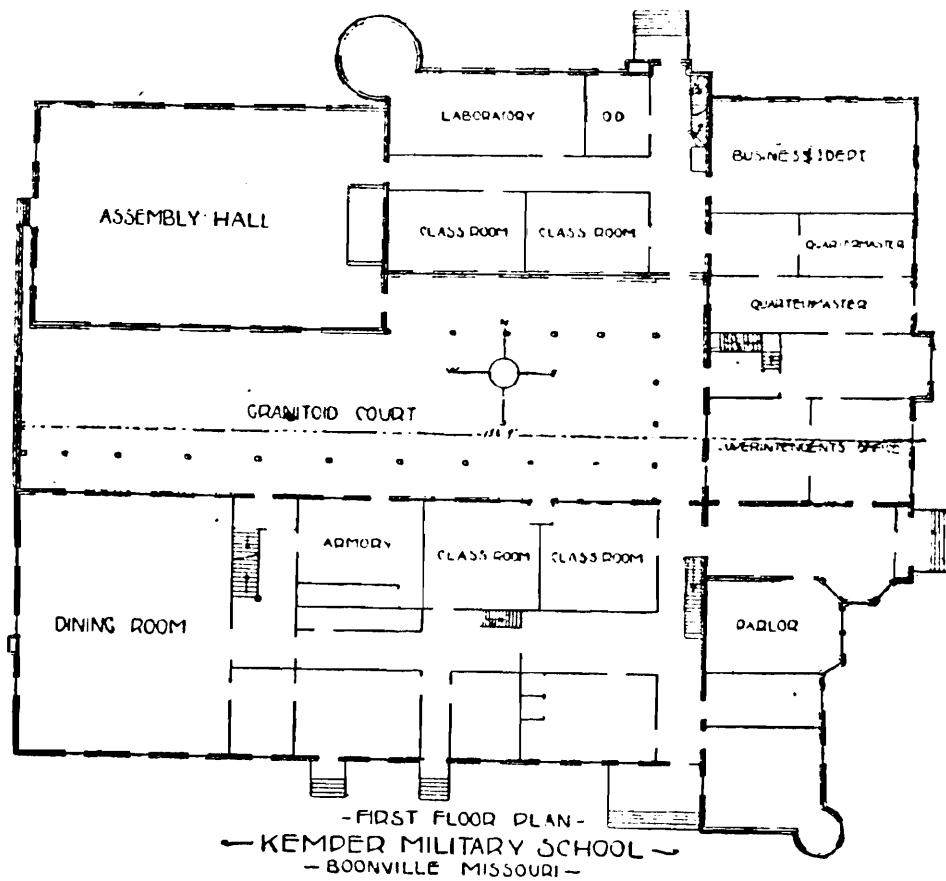 LABORATORY
O D
BUSINESS DEPT
ASSEMBLY HALL
CLASS ROOM
CLASS ROOM
QUARTERMASTER
QUARTERMASTER
N
W
E
S
GRANITOID COURT
SUPERINTENDENTS OFFICE
ARMORY
CLASS ROOM
CLASS ROOM
DINING ROOM
PARLOR
- FIRST FLOOR PLAN -
- KEMPER MILITARY SCHOOL -
- BOONVILLE MISSOURI -